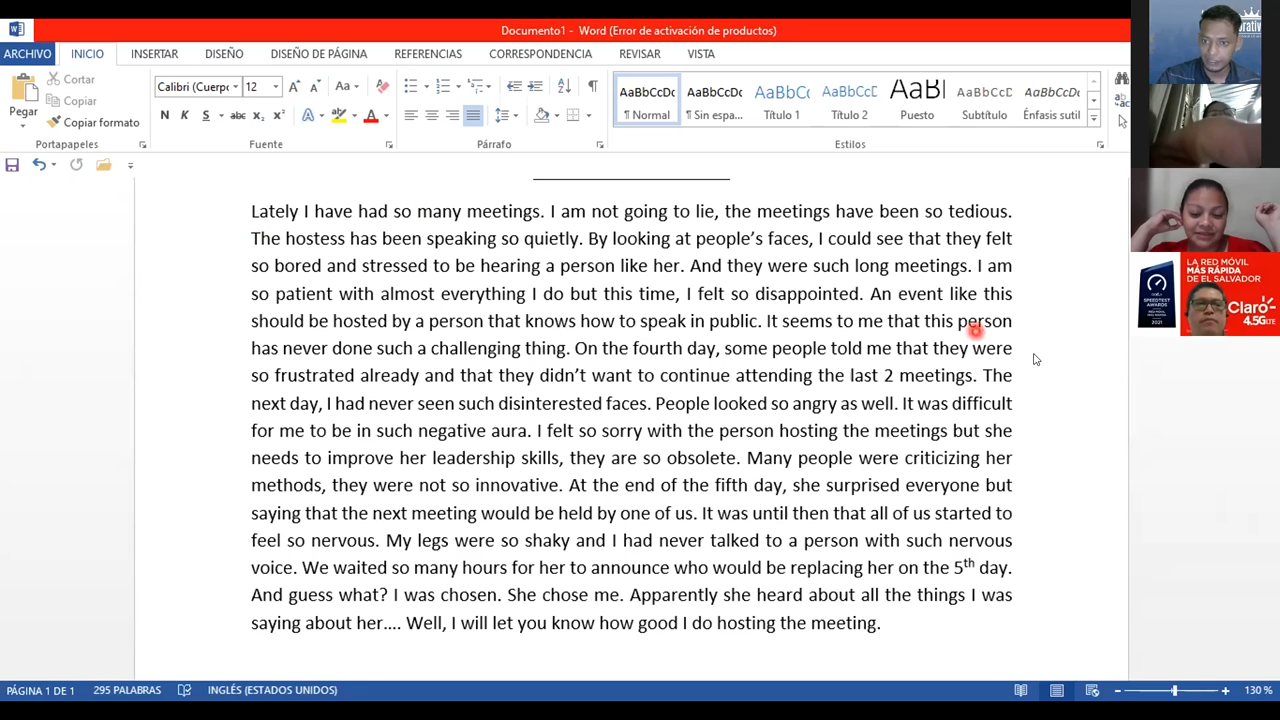 Documento1 - Word (Error de activación de productos)
ARCHIVO INICIO INSERTAR DISEÑO DISEÑO DE PÁGINA REFERENCIAS CORRESPONDENCIA REVISAR VISTA
Cortar
Copiar
Copiar formato
Pegar
Calibri (Cuerpo 12
N K S abc x₂ x²
AaBbCcDc AaBbCcDc AaBbCc AaBbCcD AaBl AaBbCcD AaBbCcDc
¶ Normal ¶ Sin espa... Título 1 Título 2 Puesto Subtítulo Énfasis sutil
Portapapeles Fuente Párrafo Estilos
Lately I have had so many meetings. I am not going to lie, the meetings have been so tedious.
The hostess has been speaking so quietly. By looking at people's faces, I could see that they felt
so bored and stressed to be hearing a person like her. And they were such long meetings. I am
so patient with almost everything I do but this time, I felt so disappointed. An event like this
should be hosted by a person that knows how to speak in public. It seems to me that this person
has never done such a challenging thing. On the fourth day, some people told me that they were
so frustrated already and that they didn't want to continue attending the last 2 meetings. The
next day, I had never seen such disinterested faces. People looked so angry as well. It was difficult
for me to be in such negative aura. I felt so sorry with the person hosting the meetings but she
needs to improve her leadership skills, they are so obsolete. Many people were criticizing her
methods, they were not so innovative. At the end of the fifth day, she surprised everyone but
saying that the next meeting would be held by one of us. It was until then that all of us started to
feel so nervous. My legs were so shaky and I had never talked to a person with such nervous
voice. We waited so many hours for her to announce who would be replacing her on the 5th day.
And guess what? I was chosen. She chose me. Apparently she heard about all the things I was
saying about her…. Well, I will let you know how good I do hosting the meeting.
PÁGINA 1 DE 1 295 PALABRAS INGLÉS (ESTADOS UNIDOS) 130 %
LA RED MÓVIL
MÁS RÁPIDA
DE EL SALVADOR
SPEEDTEST
AWARDS
2021
Claro
4.5G LTE